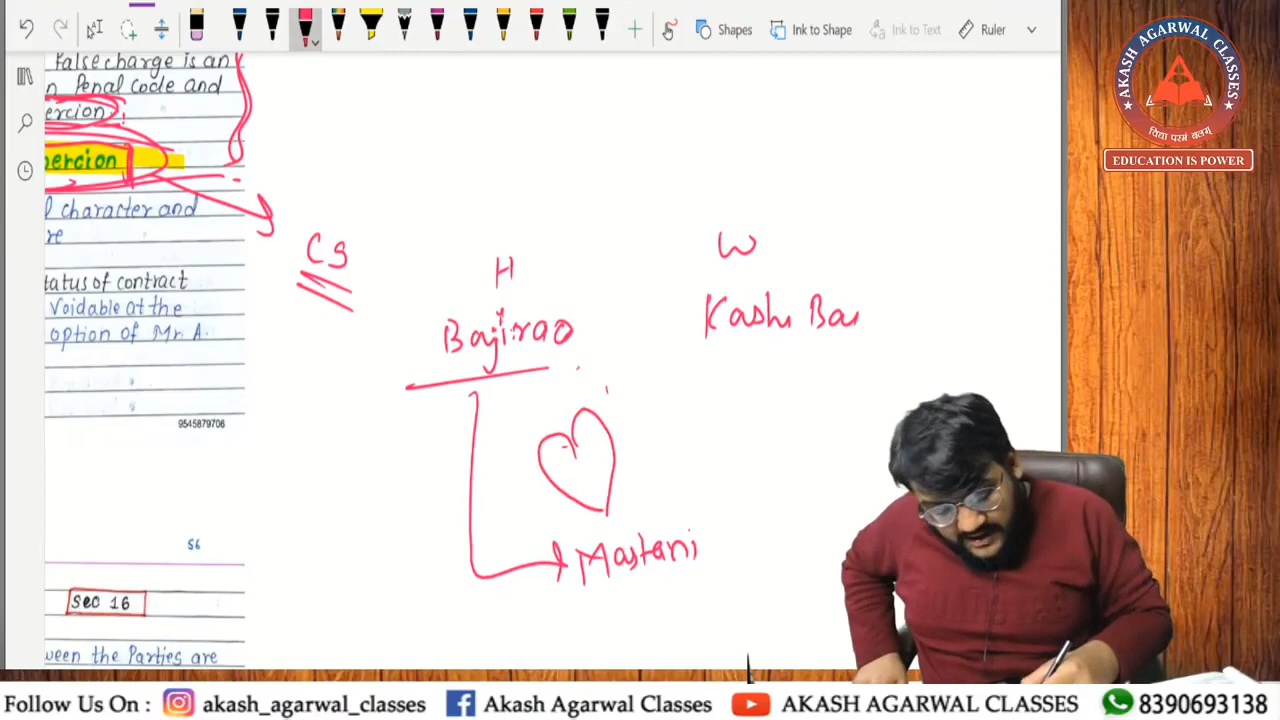 Shapes
Ink to Shape
Ink to Text
Ruler
False charge is an
n Penal code and
ercion
percion
l character and
re
tatus of contract
Voidable at the
option of Mr. A.
9545879706
56
Sec 16
ween the Parties are
CS
H
Bajirao
W
Kashi Bai
Mastani
AKASH AGARWAL CLASSES
विद्या परमं बलम्
EDUCATION IS POWER
Follow Us On : akash_agarwal_classes Akash Agarwal Classes AKASH AGARWAL CLASSES 8390693138